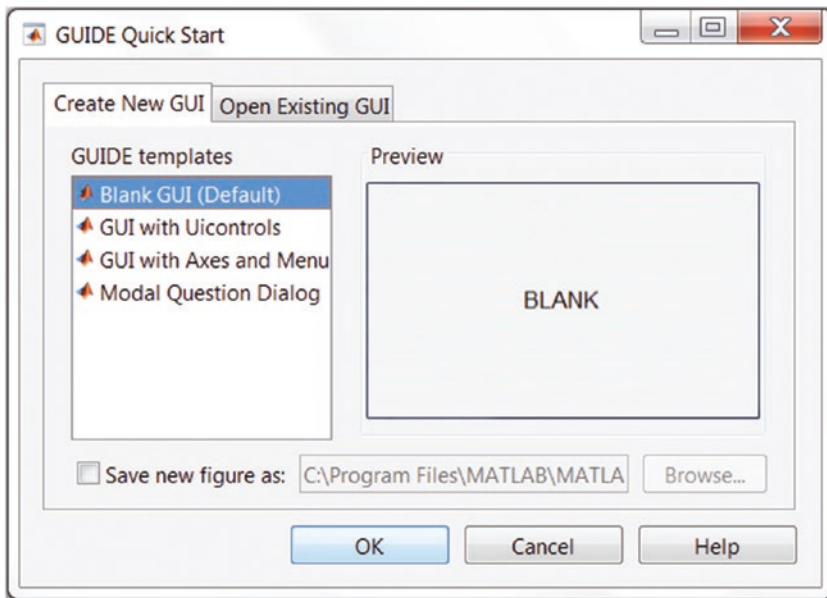 GUIDE Quick Start
Create New GUI
Open Existing GUI
GUIDE templates
Blank GUI (Default)
GUI with Uicontrols
GUI with Axes and Menu
Modal Question Dialog
Preview
BLANK
Save new figure as:
C:\Program Files\MATLAB\MATLA
Browse...
OK
Cancel
Help